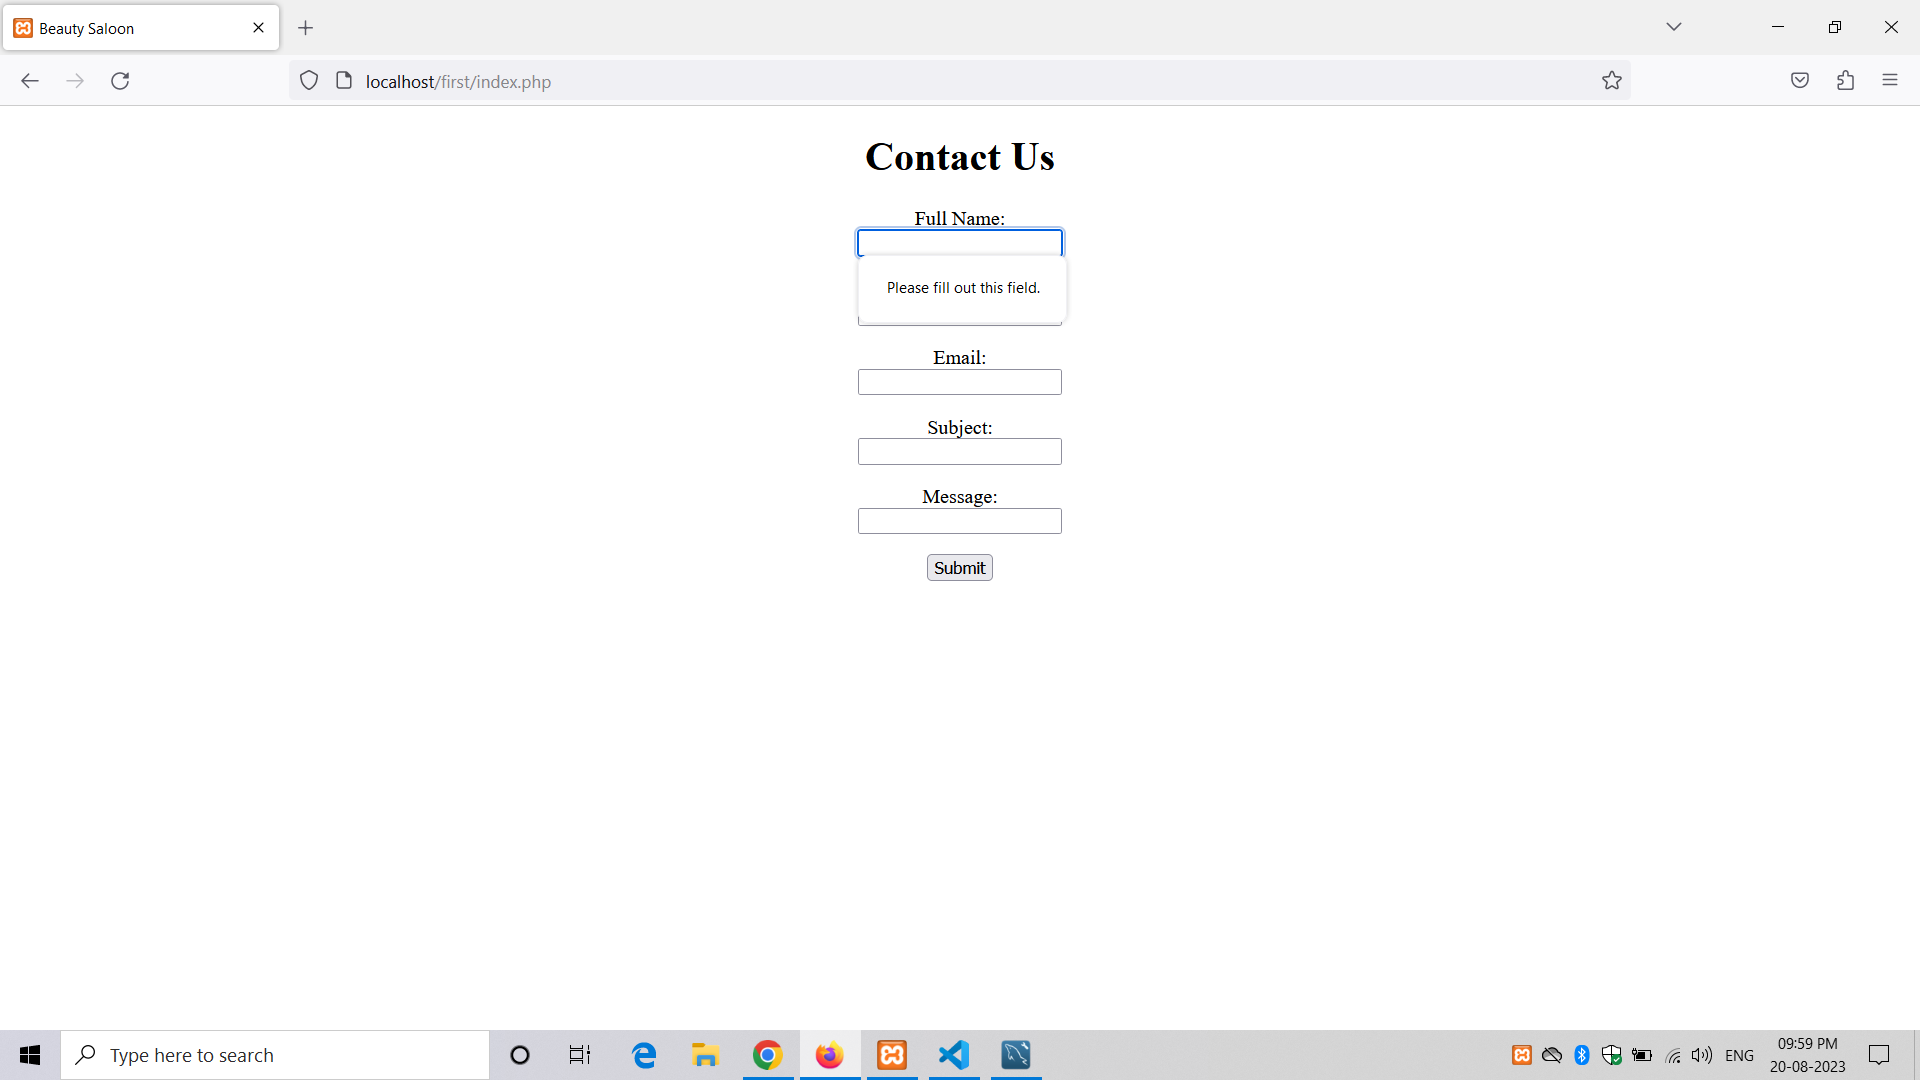 Beauty Saloon
localhost/first/index.php
Contact Us
Full Name:
Please fill out this field.
Email:
Subject:
Message:
Submit
Type here to search
ENG
09:59 PM
20-08-2023